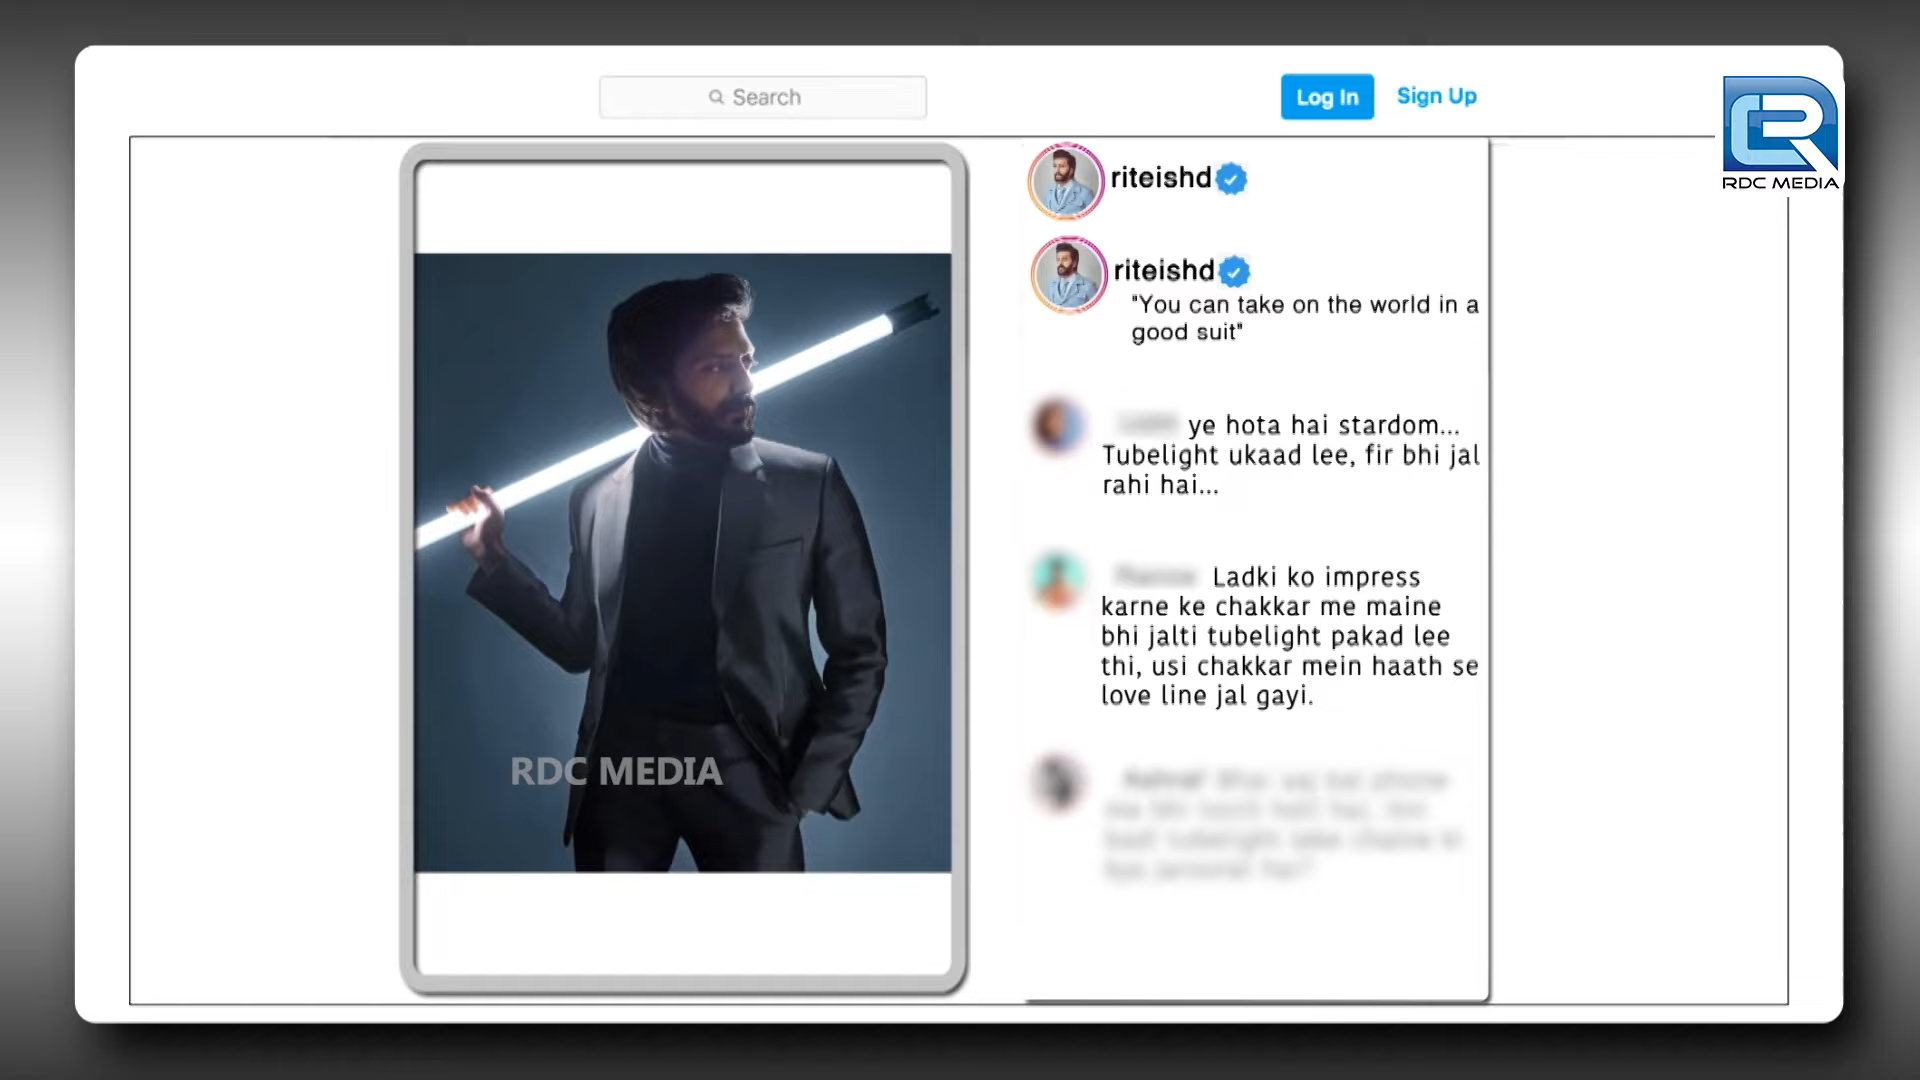 Search
Log In
Sign Up
RDC MEDIA
riteishd
riteishd
"You can take on the world in a
good suit"
ye hota hai stardom...
Tubelight ukaad lee, fir bhi jal
rahi hai...
Ladki ko impress
karne ke chakkar me maine
bhi jalti tubelight pakad lee
thi, usi chakkar mein haath se
love line jal gayi.
RDC MEDIA